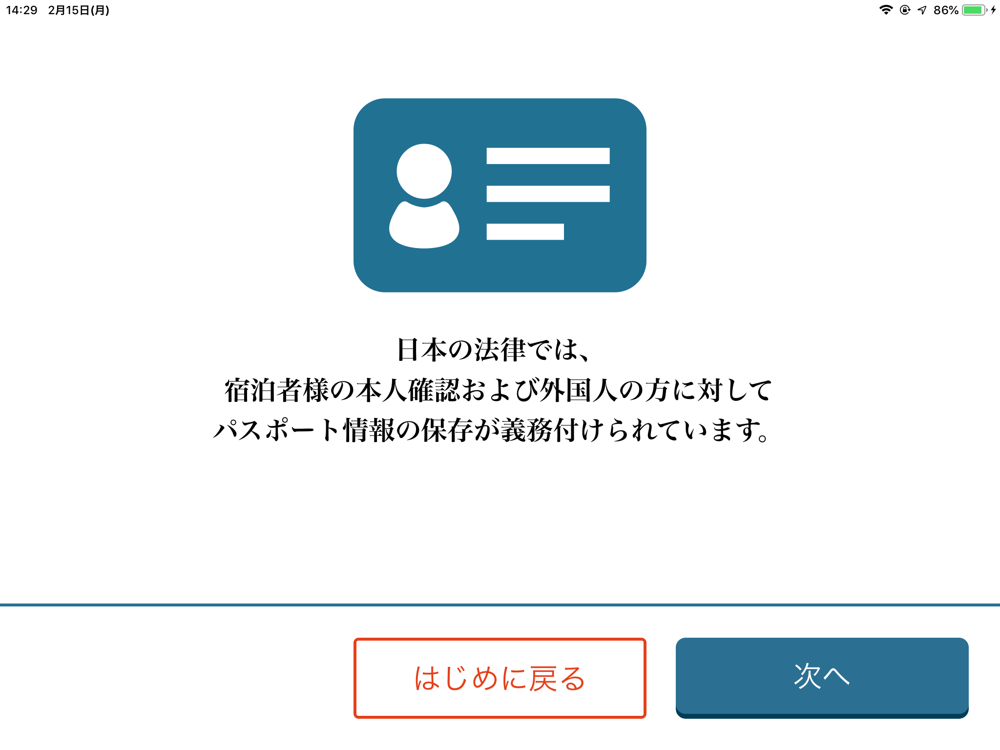 14:29 2月15日(月)
86%
日本の法律では、
宿泊者様の本人確認および外国人の方に対して
パスポート情報の保存が義務付けられています。
はじめに戻る
次へ